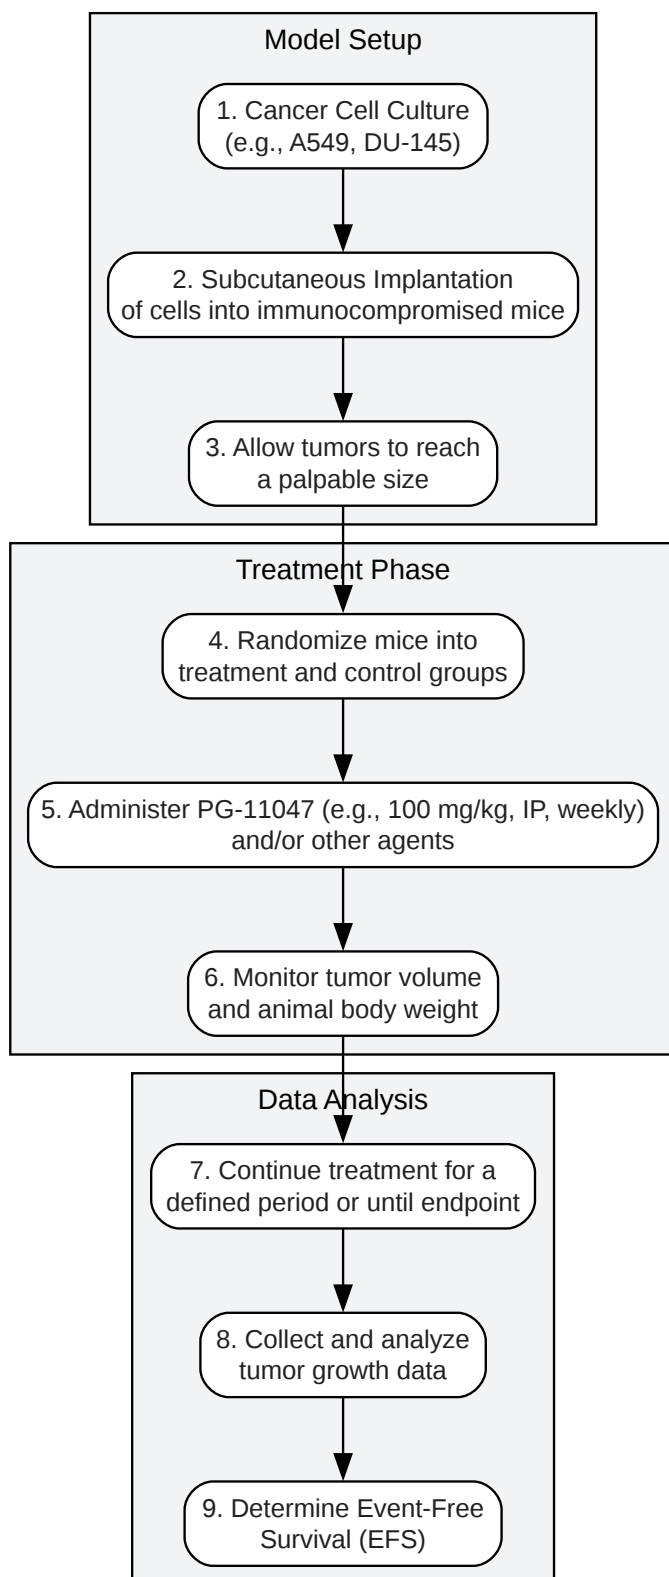 Model Setup
1. Cancer Cell Culture
(e.g., A549, DU-145)
2. Subcutaneous Implantation
of cells into immunocompromised mice
3. Allow tumors to reach
a palpable size
Treatment Phase
4. Randomize mice into
treatment and control groups
5. Administer PG-11047 (e.g., 100 mg/kg, IP, weekly)
and/or other agents
6. Monitor tumor volume
and animal body weight
Data Analysis
7. Continue treatment for a
defined period or until endpoint
8. Collect and analyze
tumor growth data
9. Determine Event-Free
Survival (EFS)